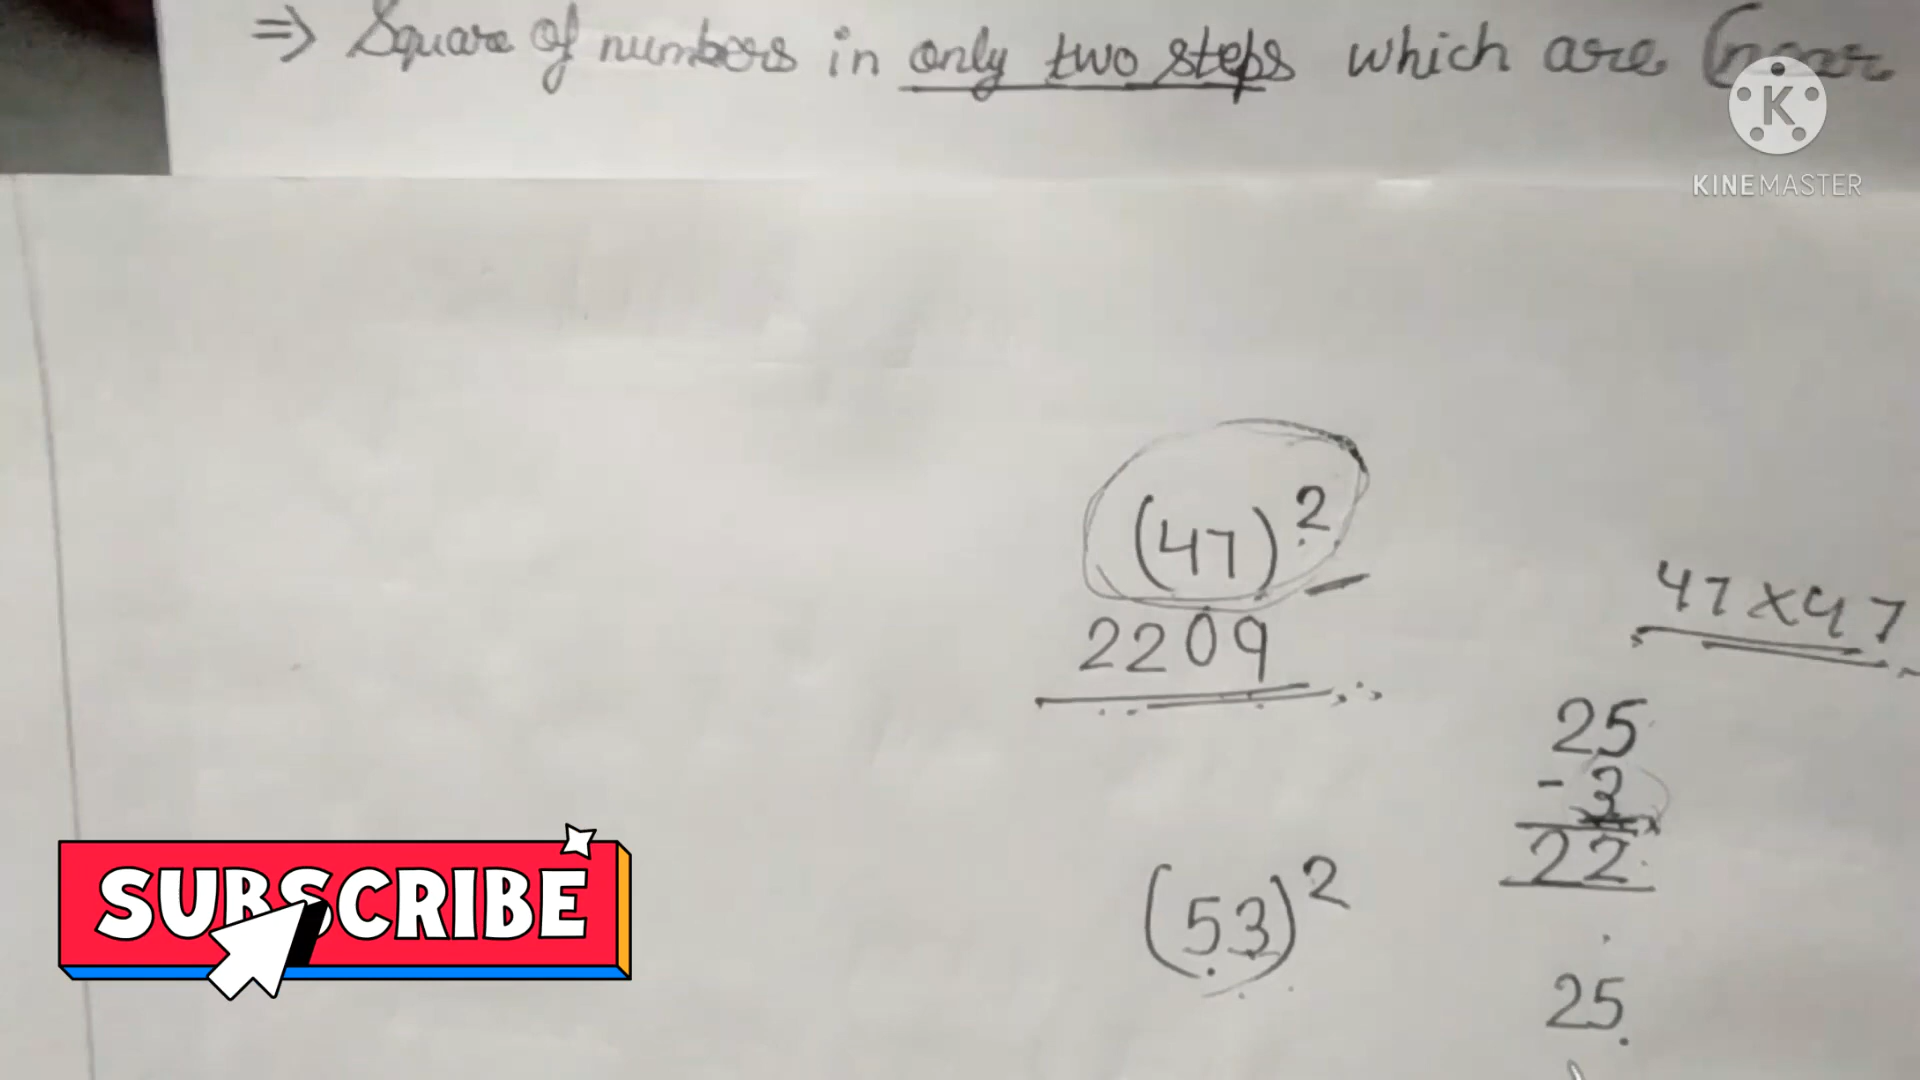 ⇒ Square of numbers in only two steps which are (near
KINEMASTER
(47)²
2209
47×47
25
- 3
22
(53)²
25
SUBSCRIBE